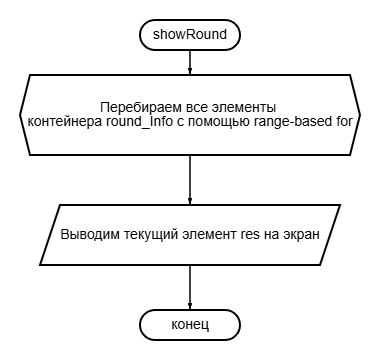 showRound
Перебираем все элементы
контейнера round_Info с помощью range-based for
Выводим текущий элемент res на экран
конец